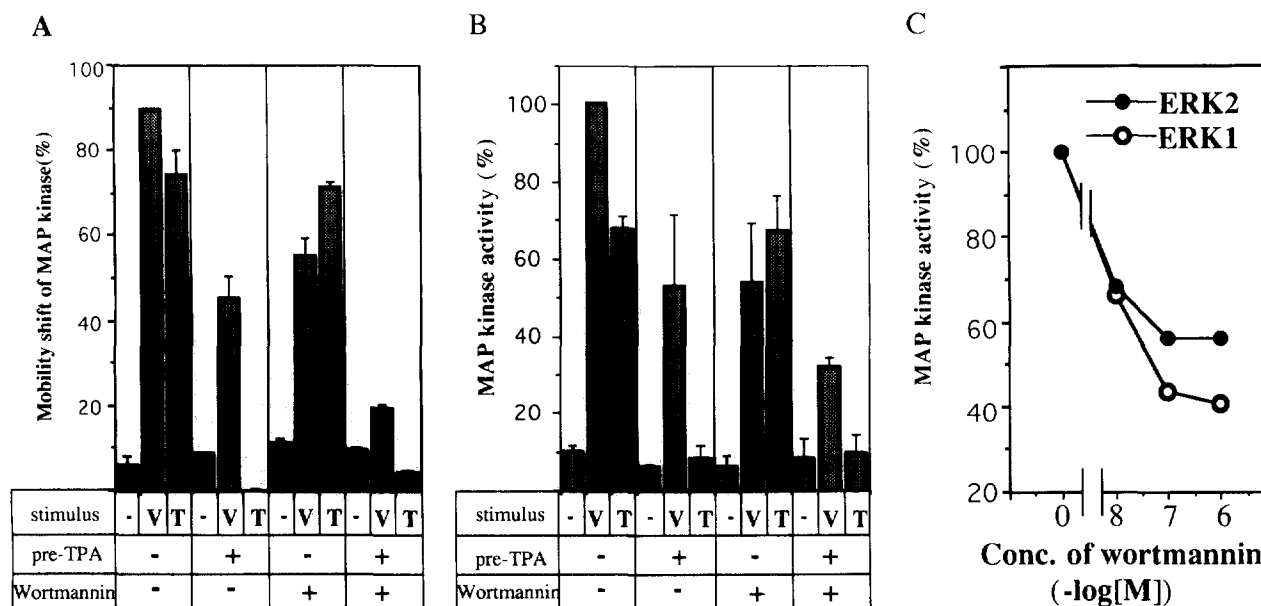 A
Mobility shift of MAP kinase(%)
100
80
60
40
20
stimulus - V T - V T - V T - V T
pre-TPA - + - +
Wortmannin - - + +
B
MAP kinase activity (%)
100
80
60
40
20
stimulus - V T - V T - V T - V T
pre-TPA - + - +
Wortmannin - - + +
C
ERK2
ERK1
MAP kinase activity (%)
100
80
60
40
20
0 8 7 6
Conc. of wortmannin
(-log[M])